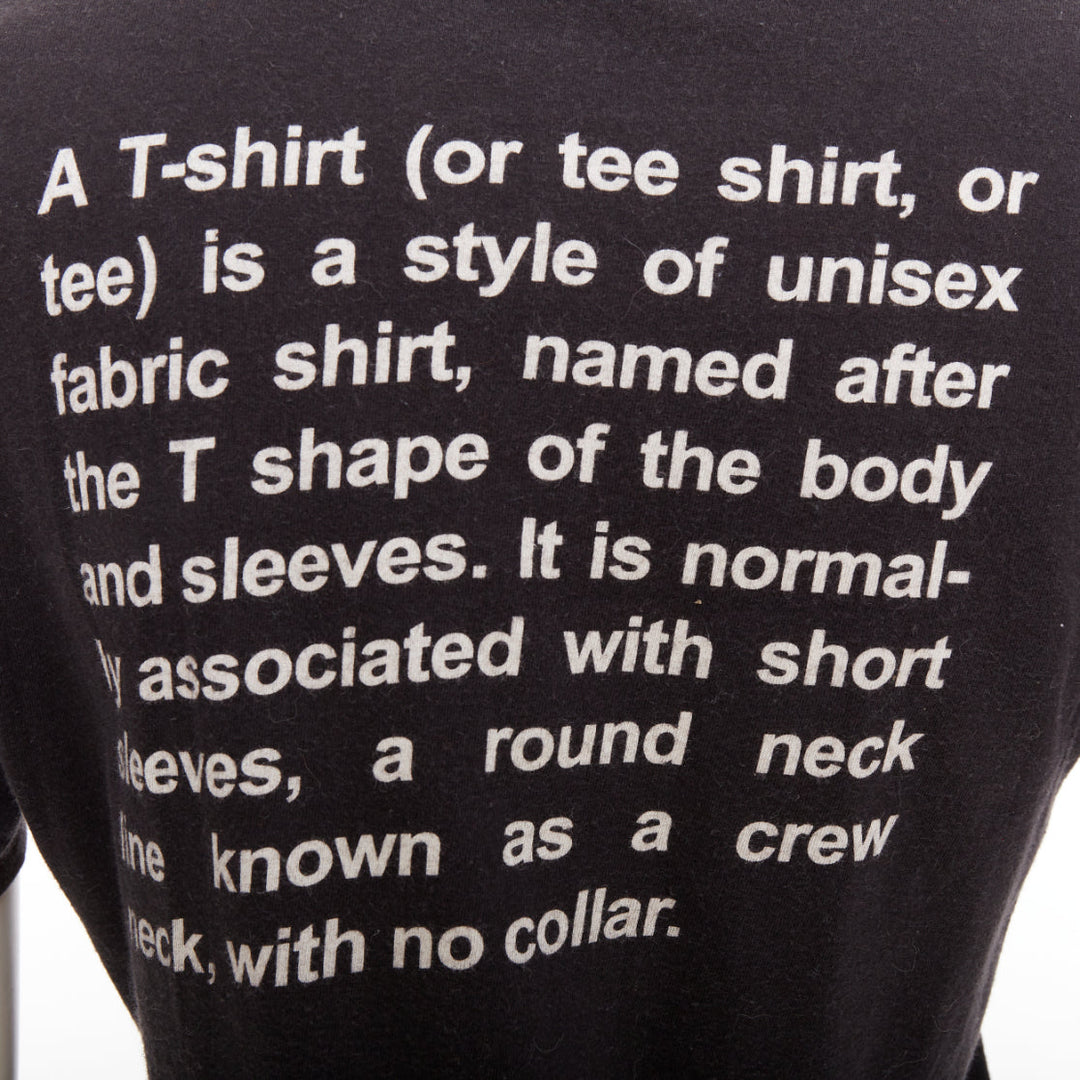 A T-shirt (or tee shirt, or
tee) is a style of unisex
fabric shirt, named after
the T shape of the body
and sleeves. It is normal-
ly associated with short
sleeves, a round neck
line known as a crew
neck, with no collar.